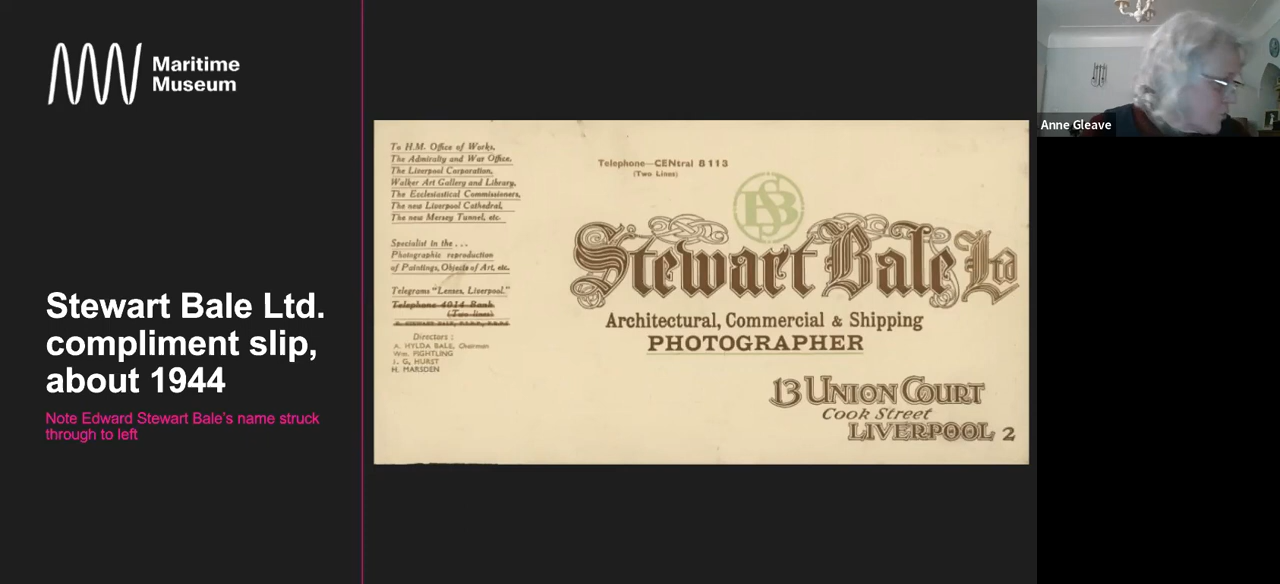 Maritime
Museum
Stewart Bale Ltd.
compliment slip,
about 1944
Note Edward Stewart Bale's name struck
through to left
To H.M. Office of Works,
The Admiralty and War Office,
The Liverpool Corporation,
Walker Art Gallery and Library,
The Ecclesiastical Commissioners,
The new Liverpool Cathedral,
The new Mersey Tunnel, etc.
Specialist in the . . .
Photographic reproduction
of Paintings, Objects of Art, etc.
Telegrams "Lenses, Liverpool."
Telephone 4014 Bank
(Two lines)
Directors :
A. HYLDA BALE, Chairman
Wm. FIGHTLING
J. G. HURST
H. MARSDEN
Telephone—CENtral 8113
(Two Lines)
SB
Stewart Bale Ltd
Architectural, Commercial & Shipping
PHOTOGRAPHER
13 UNION COURT
Cook Street
LIVERPOOL 2
Anne Gleave